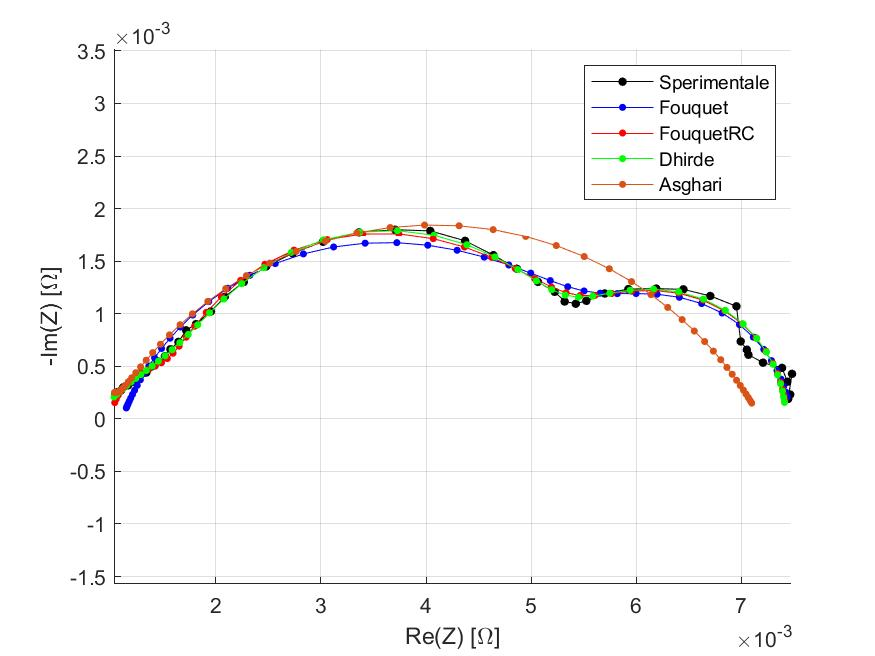 ×10⁻³
3.5
3
2.5
2
1.5
1
0.5
0
-0.5
-1
-1.5
-Im(Z) [Ω]
Sperimentale
Fouquet
FouquetRC
Dhirde
Asghari
2 3 4 5 6 7
Re(Z) [Ω]
×10⁻³